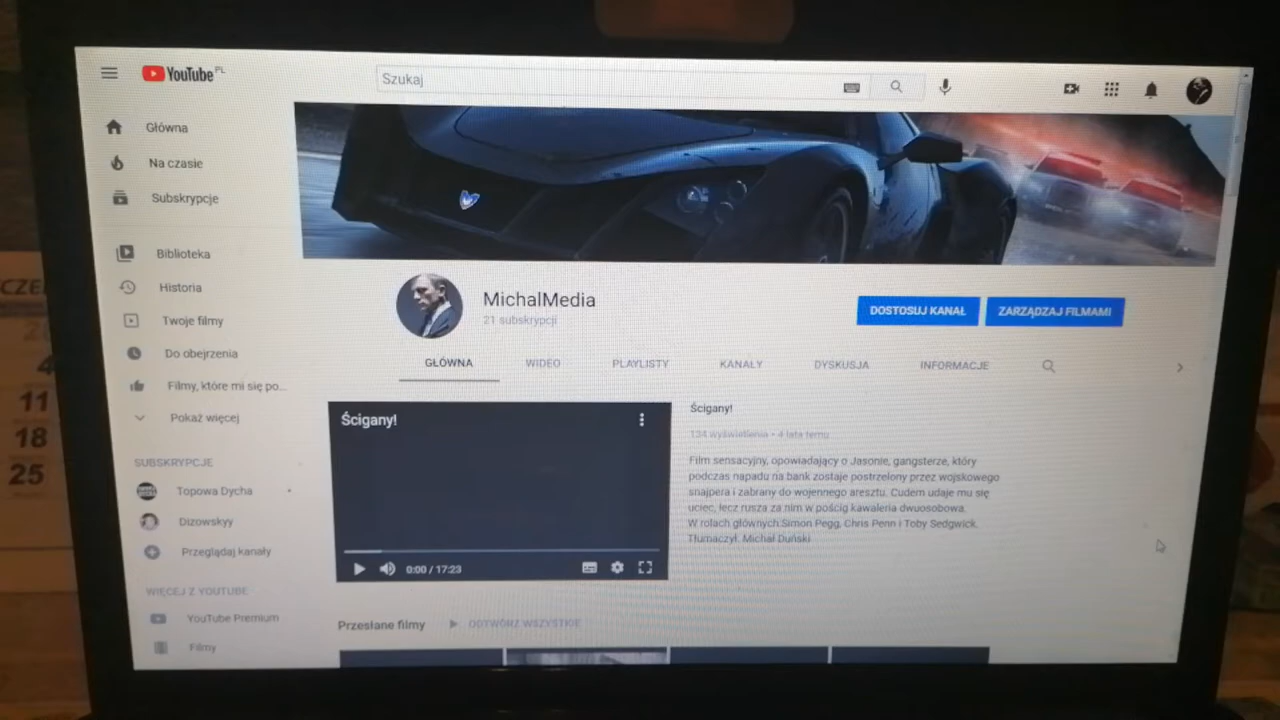 YouTube PL
Szukaj
Główna
Na czasie
Subskrypcje
Biblioteka
Historia
Twoje filmy
Do obejrzenia
Filmy, które mi się po...
Pokaż więcej
SUBSKRYPCJE
Topowa Dycha
Dizowskyy
Przeglądaj kanały
WIĘCEJ Z YOUTUBE
YouTube Premium
Filmy
MichalMedia
21 subskrypcji
DOSTOSUJ KANAŁ
ZARZĄDZAJ FILMAMI
GŁÓWNA
WIDEO
PLAYLISTY
KANAŁY
DYSKUSJA
INFORMACJE
Ścigany!
0:00 / 17:23
Ścigany!
134 wyświetlenia • 4 lata temu
Film sensacyjny, opowiadający o Jasonie, gangsterze, który
podczas napadu na bank zostaje postrzelony przez wojskowego
snajpera i zabrany do wojennego aresztu. Cudem udaje mu się
uciec, lecz rusza za nim w pościg kawaleria dwuosobowa.
W rolach głównych Simon Pegg, Chris Penn i Toby Sedgwick.
Tłumaczył: Michał Duński
Przesłane filmy
ODTWÓRZ WSZYSTKIE
CZE
4
11
18
25